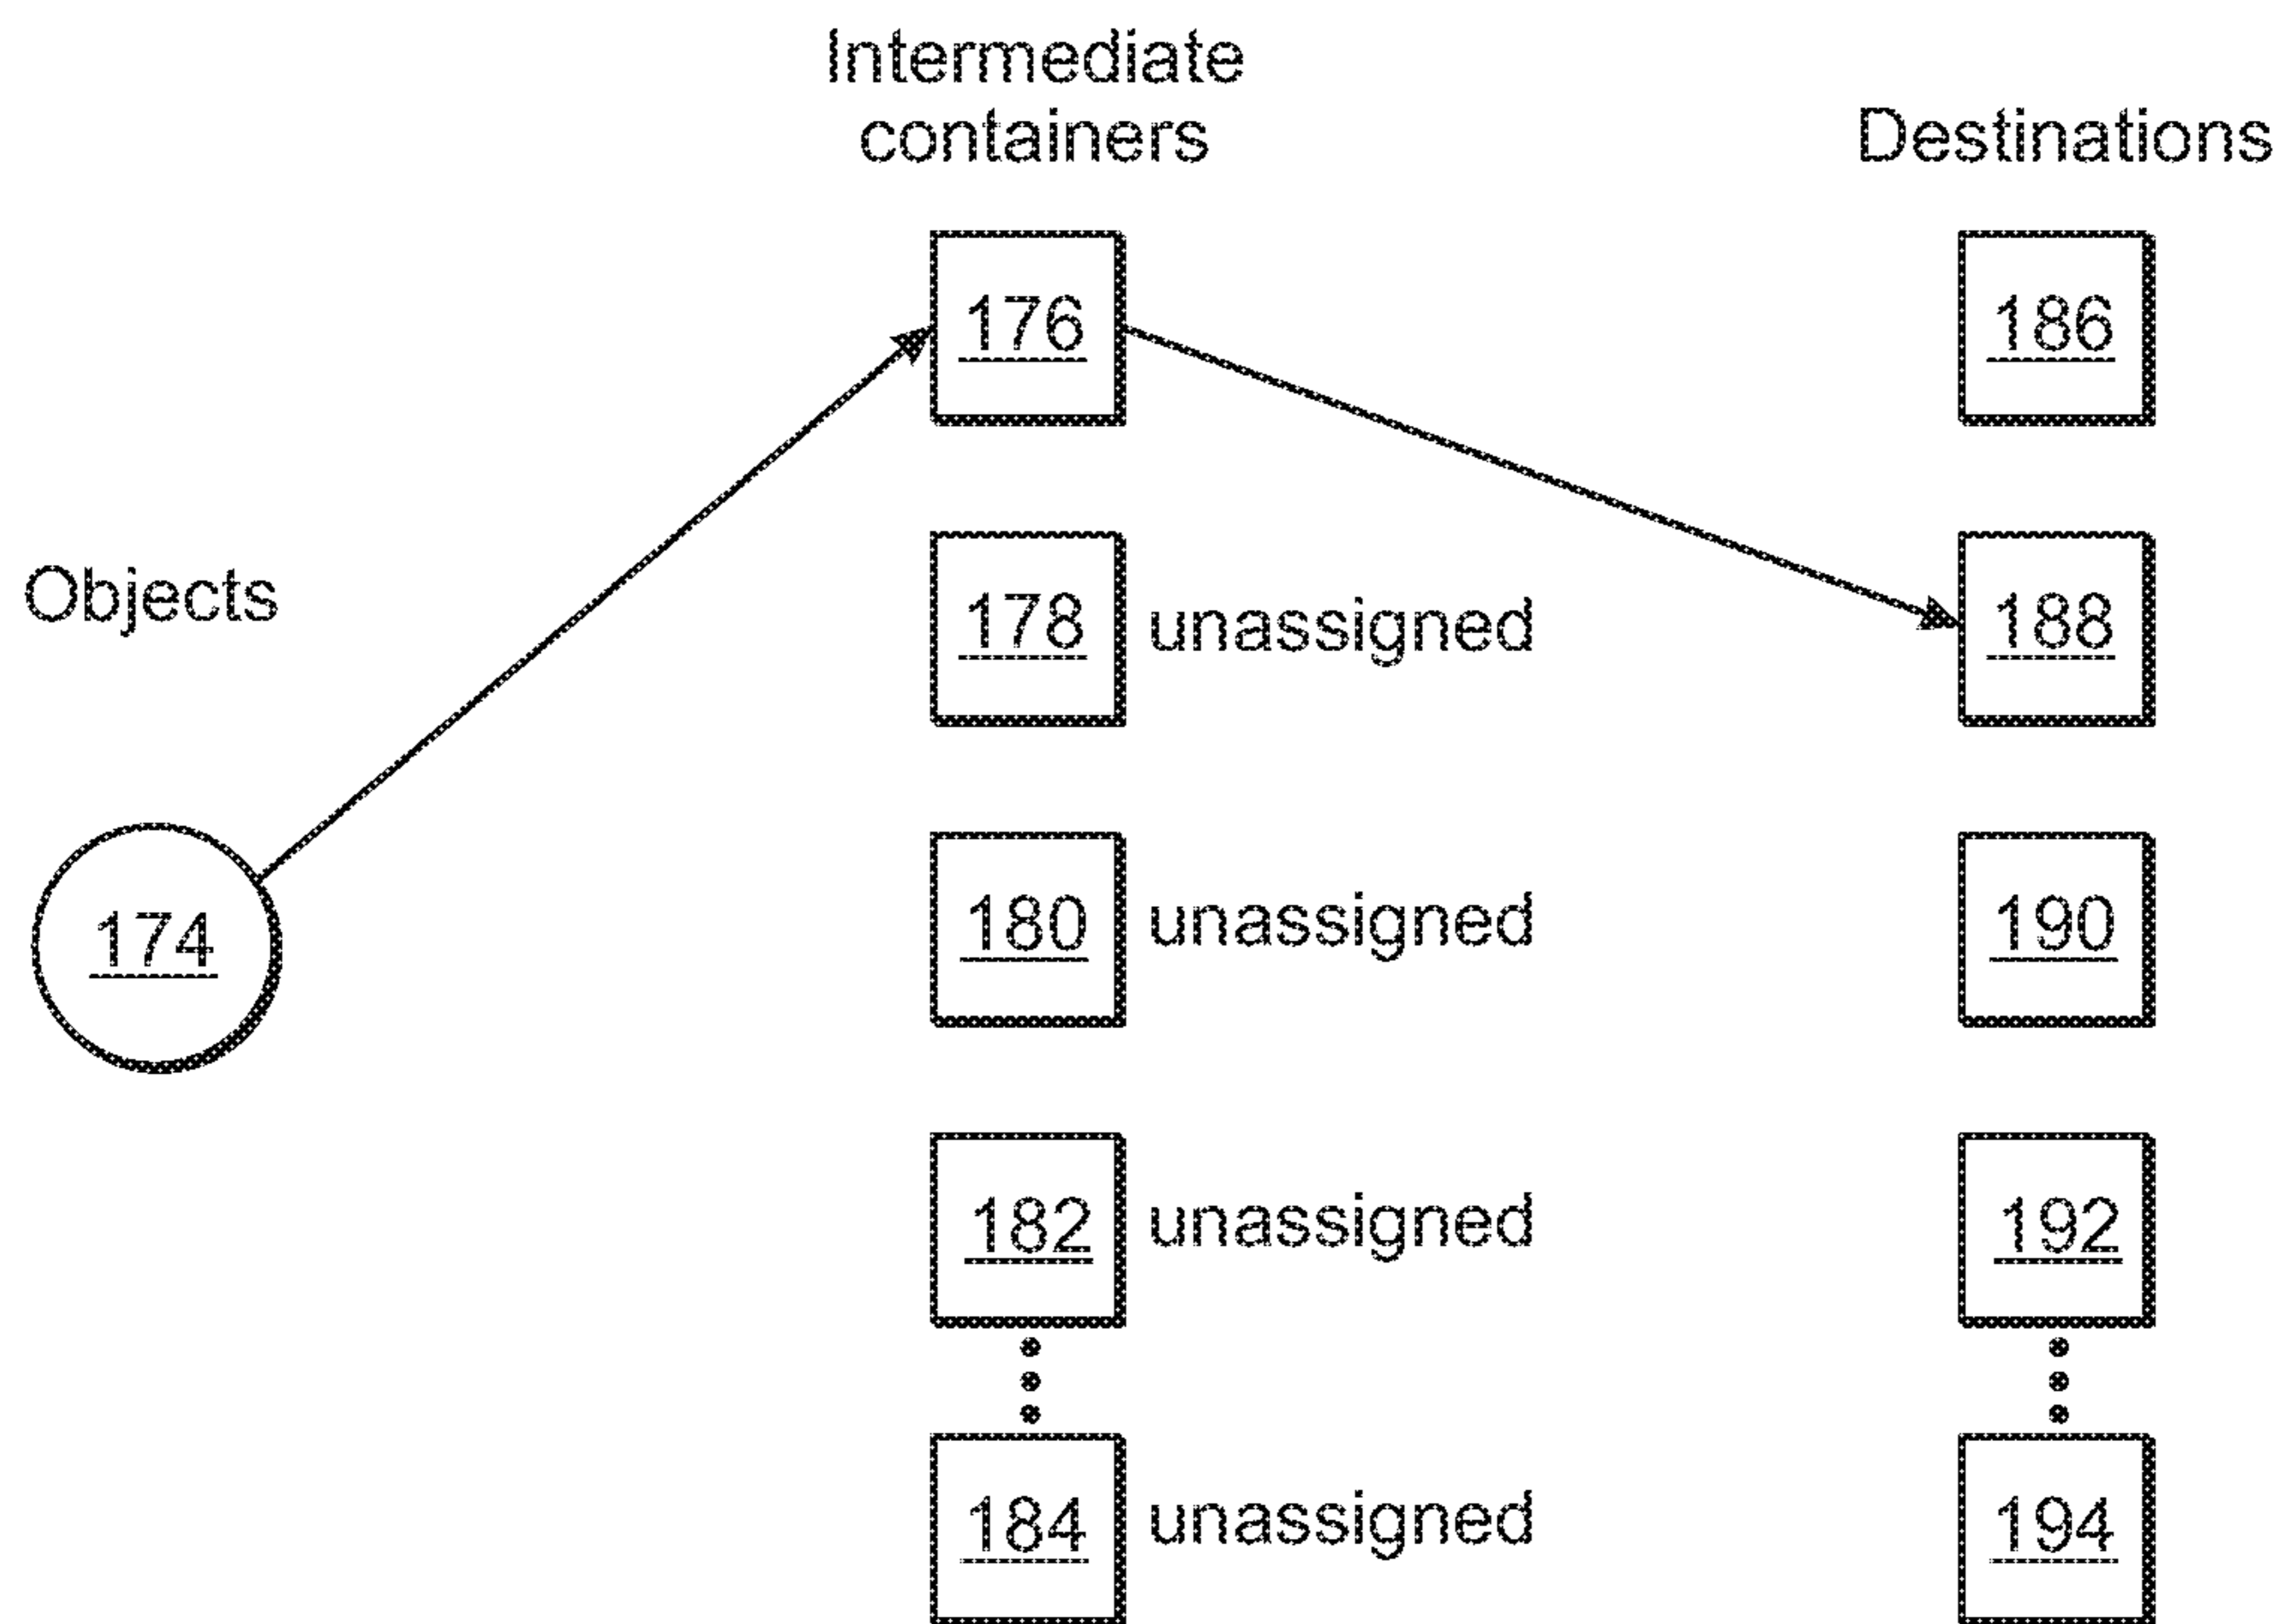 Intermediate
containers
Destinations
176
186
Objects
178 unassigned
188
174
180 unassigned
190
182 unassigned
192
184 unassigned
194